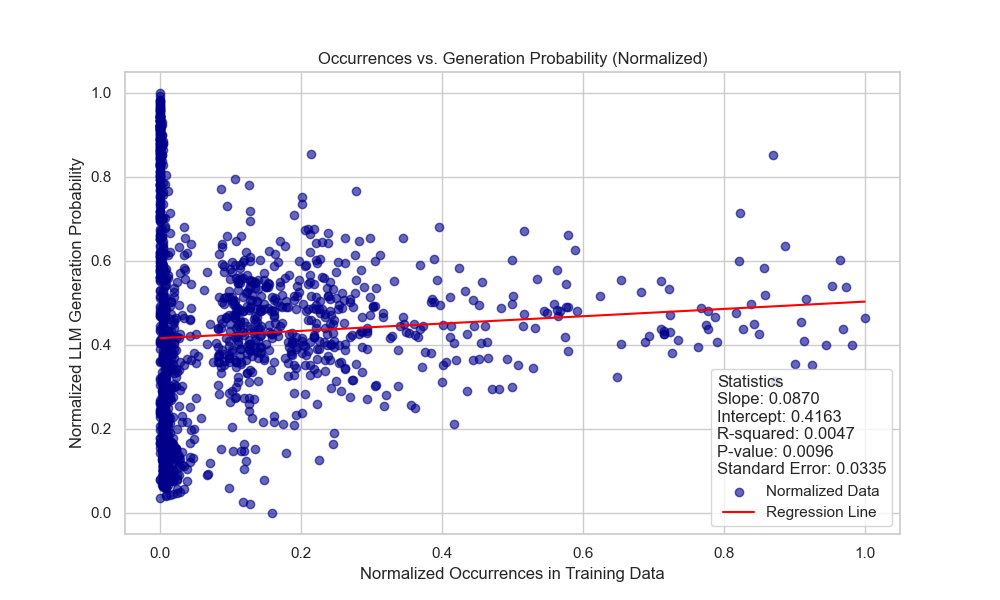 Occurrences vs. Generation Probability (Normalized)
Normalized LLM Generation Probability
1.0
0.8
0.6
0.4
0.2
0.0
Statistics
Slope: 0.0870
Intercept: 0.4163
R-squared: 0.0047
P-value: 0.0096
Standard Error: 0.0335
Normalized Data
Regression Line
0.0 0.2 0.4 0.6 0.8 1.0
Normalized Occurrences in Training Data